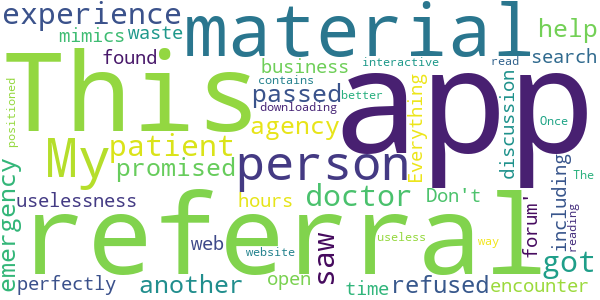 experience
material
This
app
help
mimics
waste
found
business
interactive
read
search
positioned
contains
passed
better
downloading
Everything
discussion
Once
My
patient
agency
promised
person
emergency
The
doctor
Don't
including
forum'
reading
uselessness
hours
referral
saw
web
website
useless
way
got
perfectly
another
open
time
refused
encounter